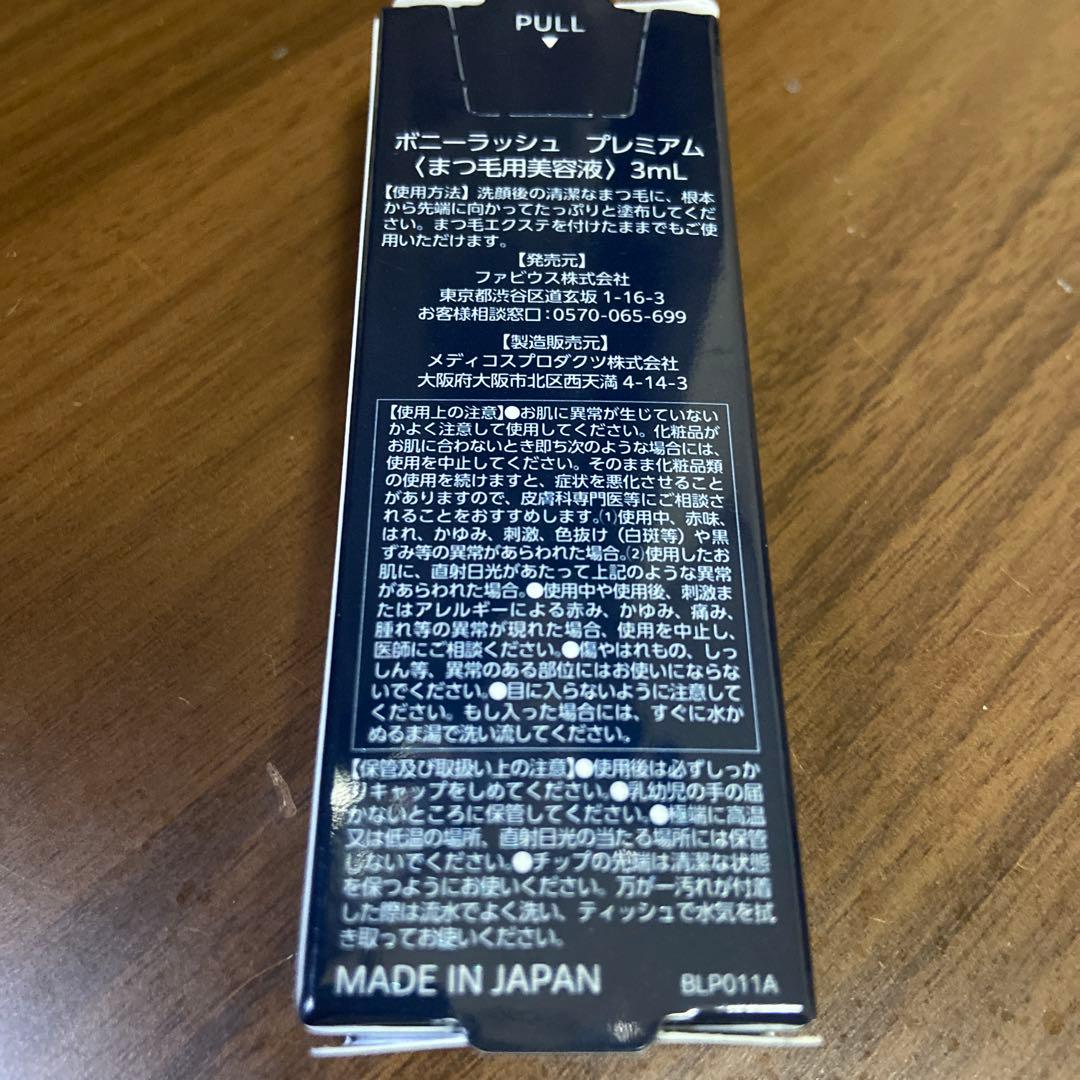 PULL
ボニーラッシュ　プレミアム
〈まつ毛用美容液〉3mL
【使用方法】洗顔後の清潔なまつ毛に、根本
から先端に向かってたっぷりと塗布してくだ
さい。まつ毛エクステを付けたままでもご使
用いただけます。
【発売元】
ファビウス株式会社
東京都渋谷区道玄坂 1-16-3
お客様相談窓口：0570-065-699
【製造販売元】
メディコスプロダクツ株式会社
大阪府大阪市北区西天満 4-14-3
【使用上の注意】●お肌に異常が生じていない
かよく注意して使用してください。化粧品が
お肌に合わないとき即ち次のような場合には、
使用を中止してください。そのまま化粧品類
の使用を続けますと、症状を悪化させること
がありますので、皮膚科専門医等にご相談さ
れることをおすすめします。⑴使用中、赤味、
はれ、かゆみ、刺激、色抜け（白斑等）や黒
ずみ等の異常があらわれた場合。⑵使用したお
肌に、直射日光があたって上記のような異常
があらわれた場合。●使用中や使用後、刺激ま
たはアレルギーによる赤み、かゆみ、痛み、
腫れ等の異常が現れた場合、使用を中止し、
医師にご相談ください。●傷やはれもの、しっ
しん等、異常のある部位にはお使いにならな
いでください。●目に入らないように注意して
ください。もし入った場合には、すぐに水か
ぬるま湯で洗い流してください。
【保管及び取扱い上の注意】●使用後は必ずしっか
りキャップをしめてください。●乳幼児の手の届
かないところに保管してください。●極端に高温
又は低温の場所、直射日光の当たる場所には保管
しないでください。●チップの先端は清潔な状態
を保つようにお使いください。万が一汚れが付着
した際は流水でよく洗い、ティッシュで水気を拭
き取ってお使いください。
MADE IN JAPAN
BLP011A